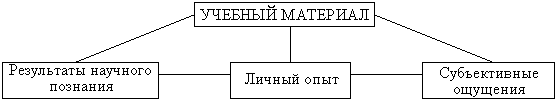 УЧЕБНЫЙ МАТЕРИАЛ
Результаты научного
познания
Личный опыт
Субъективные
ощущения